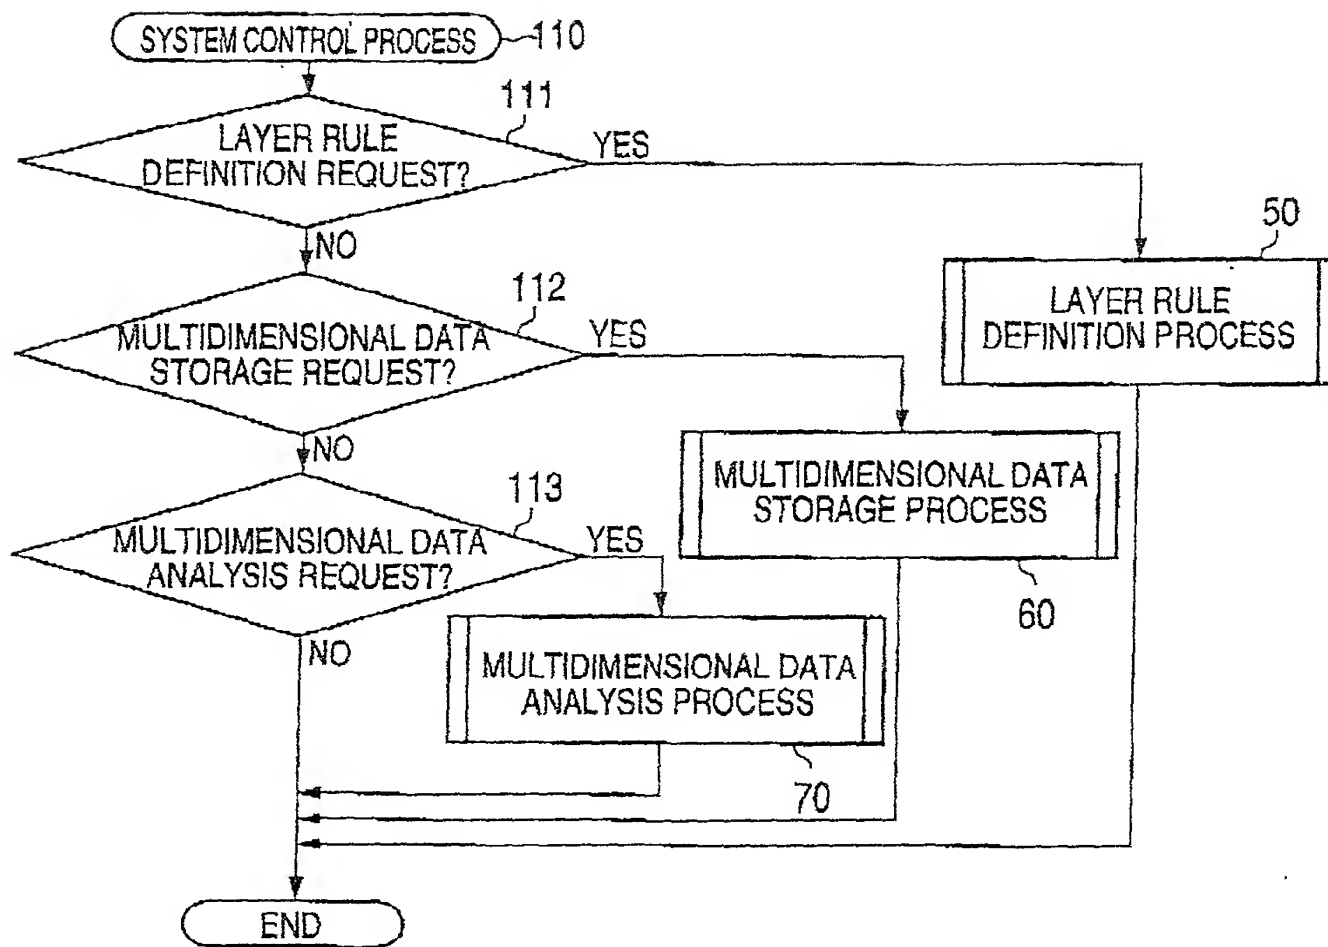 SYSTEM CONTROL PROCESS
110
111
LAYER RULE
DEFINITION REQUEST?
YES
NO
50
LAYER RULE
DEFINITION PROCESS
112
MULTIDIMENSIONAL DATA
STORAGE REQUEST?
YES
NO
MULTIDIMENSIONAL DATA
STORAGE PROCESS
60
113
MULTIDIMENSIONAL DATA
ANALYSIS REQUEST?
YES
NO
MULTIDIMENSIONAL DATA
ANALYSIS PROCESS
70
END